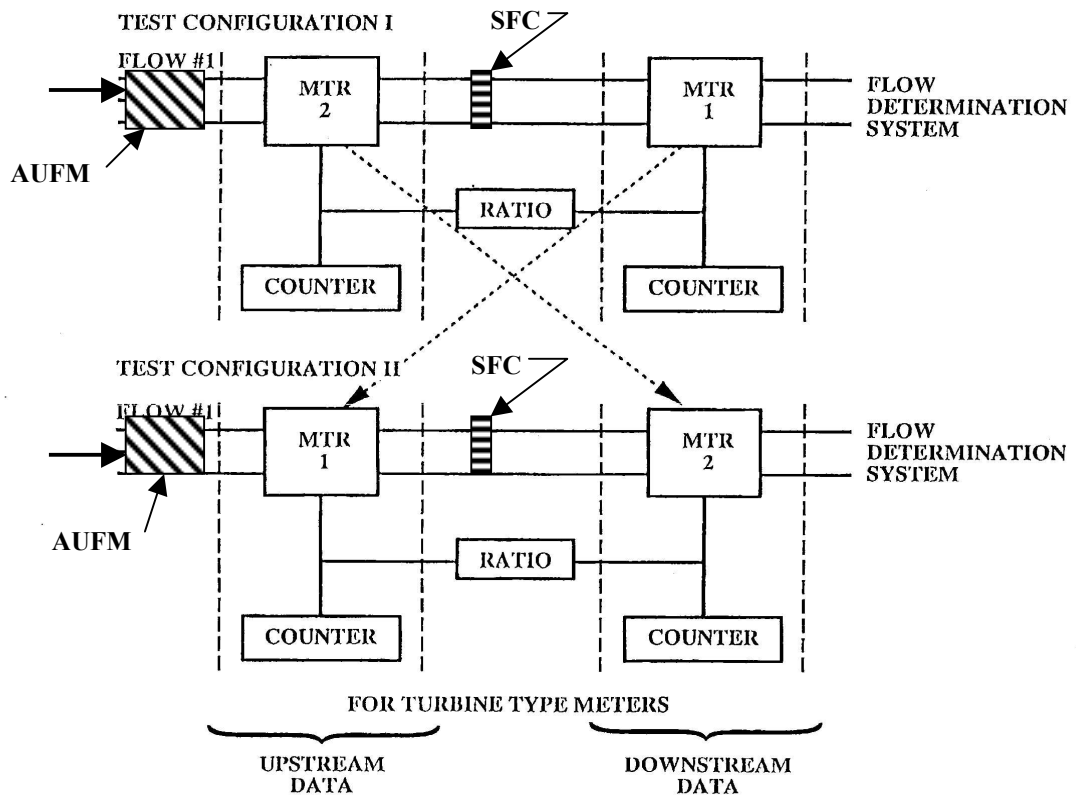 TEST CONFIGURATION I
SFC
FLOW #1
MTR
2
MTR
1
FLOW
DETERMINATION
SYSTEM
AUFM
RATIO
COUNTER
COUNTER
TEST CONFIGURATION II
SFC
FLOW #1
MTR
1
MTR
2
FLOW
DETERMINATION
SYSTEM
AUFM
RATIO
COUNTER
COUNTER
FOR TURBINE TYPE METERS
UPSTREAM
DATA
DOWNSTREAM
DATA